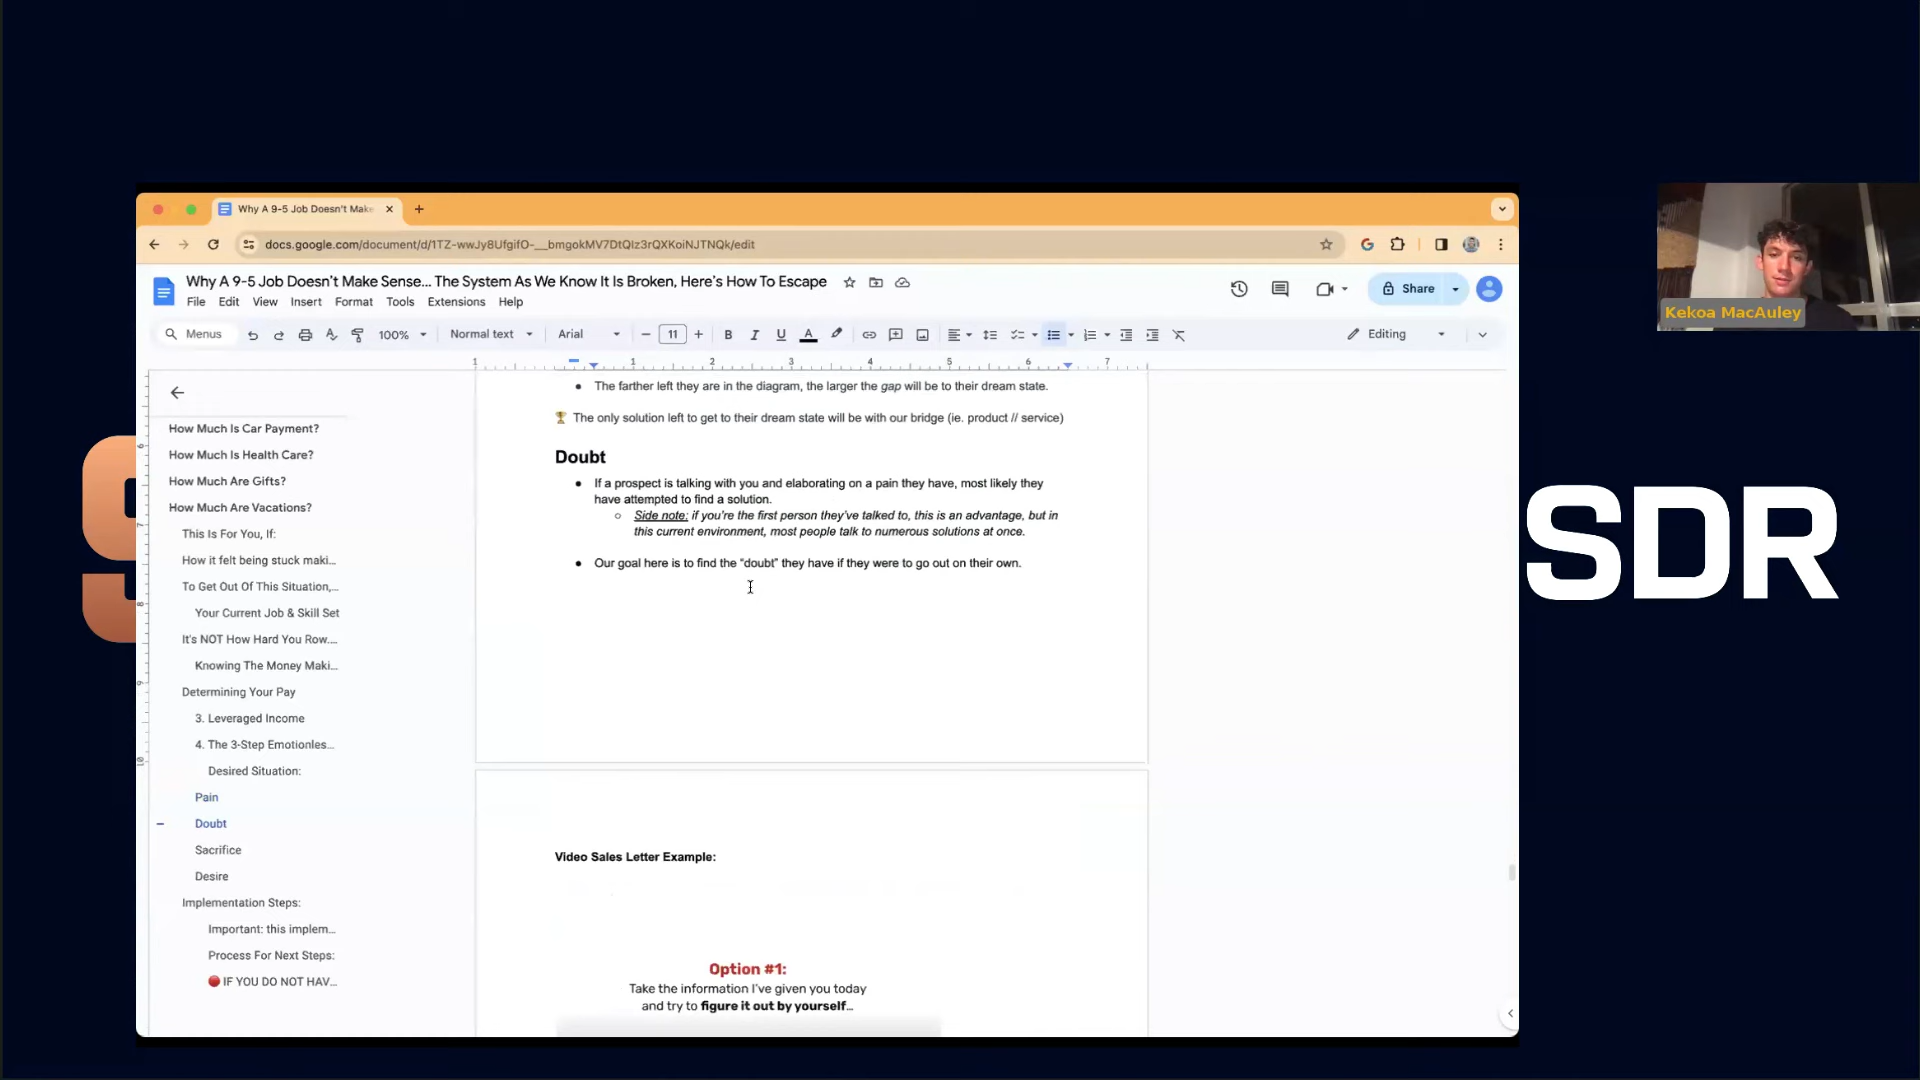 Why A 9-5 Job Doesn't Make
docs.google.com/document/d/1TZ-wwJy8UfgifO-__bmgokMV7DtQIz3rQXKoiNJTNQk/edit
Why A 9-5 Job Doesn't Make Sense... The System As We Know It Is Broken, Here's How To Escape
File Edit View Insert Format Tools Extensions Help
Share
Menus 100% Normal text Arial 11 Editing
1 1 2 3 4 5 6 7
How Much Is Car Payment?
How Much Is Health Care?
How Much Are Gifts?
How Much Are Vacations?
This Is For You, If:
How it felt being stuck maki...
To Get Out Of This Situation,...
Your Current Job & Skill Set
It's NOT How Hard You Row....
Knowing The Money Maki...
Determining Your Pay
3. Leveraged Income
4. The 3-Step Emotionles...
Desired Situation:
Pain
Doubt
Sacrifice
Desire
Implementation Steps:
Important: this implem...
Process For Next Steps:
IF YOU DO NOT HAV...
The farther left they are in the diagram, the larger the gap will be to their dream state.
The only solution left to get to their dream state will be with our bridge (ie. product // service)
Doubt
If a prospect is talking with you and elaborating on a pain they have, most likely they
have attempted to find a solution.
Side note: if you're the first person they've talked to, this is an advantage, but in
this current environment, most people talk to numerous solutions at once.
Our goal here is to find the "doubt" they have if they were to go out on their own.
Video Sales Letter Example:
Option #1:
Take the information I've given you today
and try to figure it out by yourself...
Kekoa MacAuley
SDR